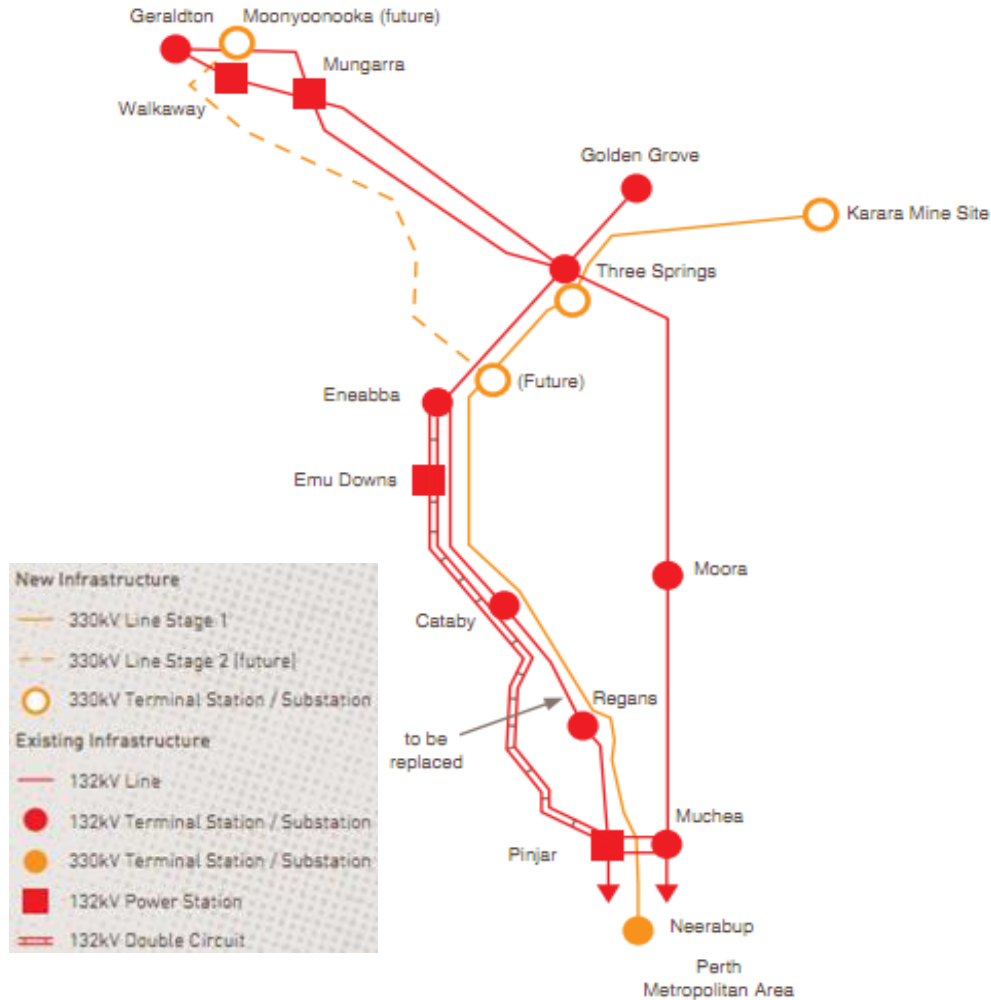 Geraldton
Moonyoonooka (future)
Mungarra
Walkaway
Golden Grove
Karara Mine Site
Three Springs
(Future)
Eneabba
Emu Downs
Moora
Cataby
Regans
to be
replaced
Muchea
Pinjar
Neerabup
Perth
Metropolitan Area
New Infrastructure
330kV Line Stage 1
330kV Line Stage 2 (future)
330kV Terminal Station / Substation
Existing Infrastructure
132kV Line
132kV Terminal Station / Substation
330kV Terminal Station / Substation
132kV Power Station
132kV Double Circuit